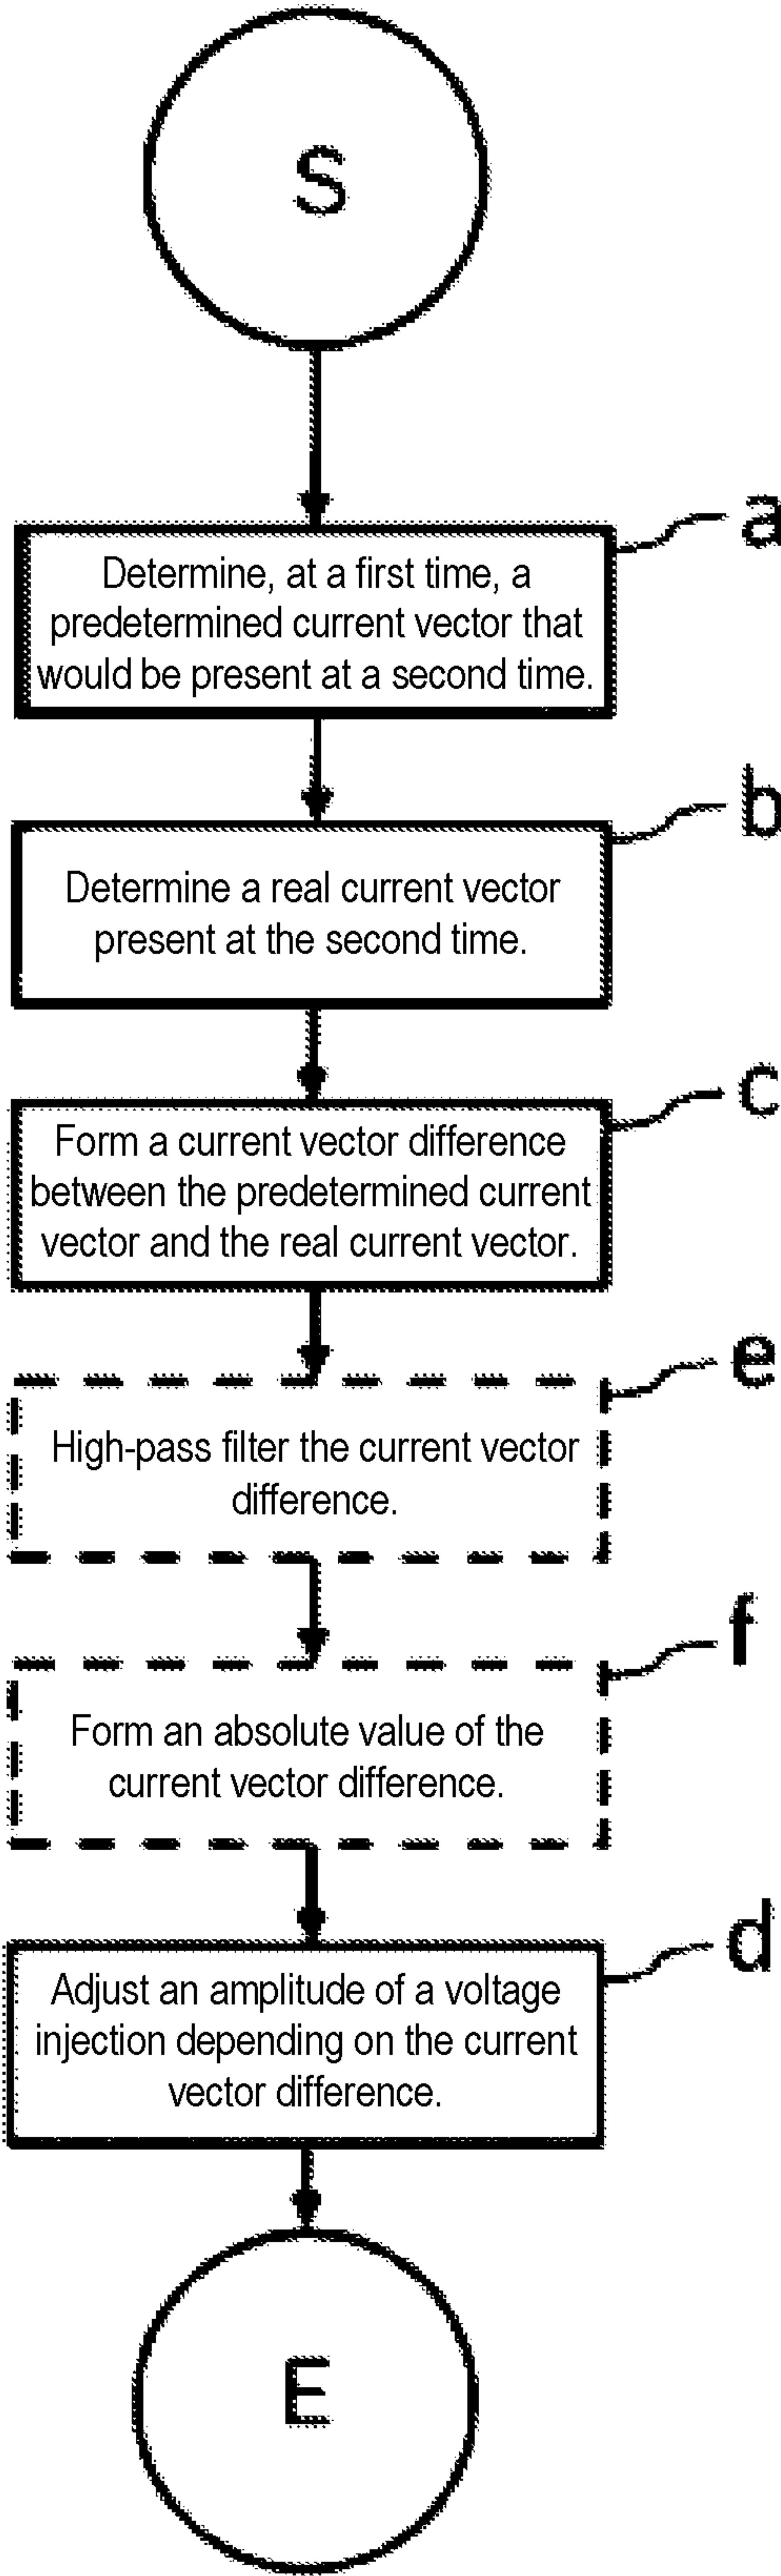 S
a
Determine, at a first time, a
predetermined current vector that
would be present at a second time.
b
Determine a real current vector
present at the second time.
c
Form a current vector difference
between the predetermined current
vector and the real current vector.
e
High-pass filter the current vector
difference.
f
Form an absolute value of the
current vector difference.
d
Adjust an amplitude of a voltage
injection depending on the current
vector difference.
E